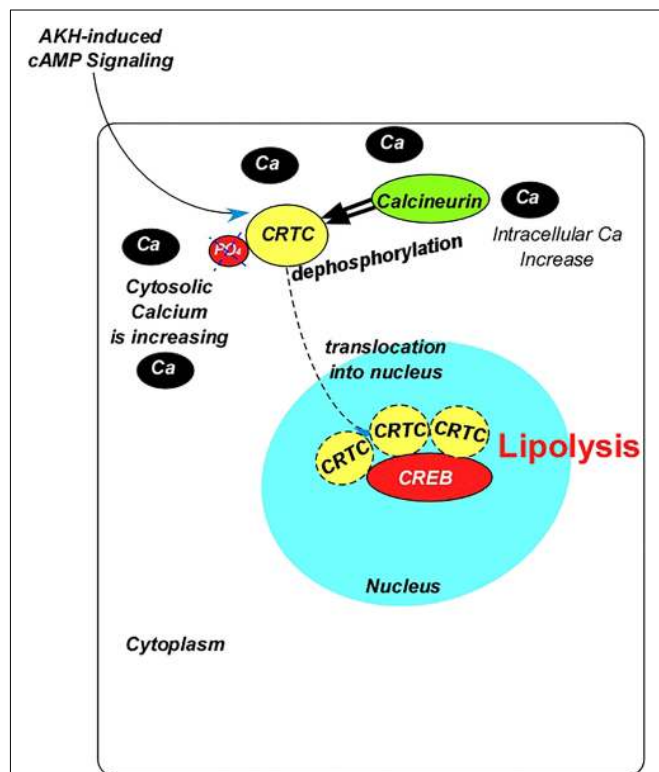 AKH-induced
cAMP Signaling
Ca
Ca
Calcineurin
Ca
CRTC
Ca
PO₄
dephosphorylation
Intracellular Ca
Increase
Cytosolic
Calcium
is increasing
Ca
translocation
into nucleus
CRTC
CRTC
CRTC
Lipolysis
CREB
Nucleus
Cytoplasm